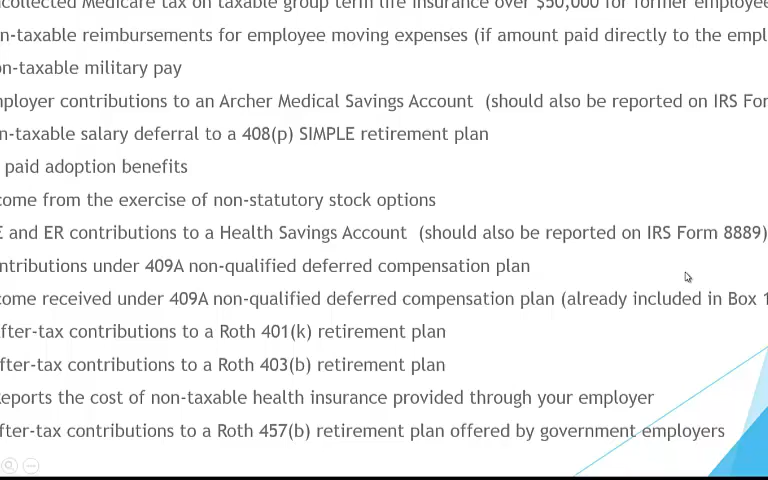 collected Medicare tax on taxable group term life insurance over $50,000 for former employee
n-taxable reimbursements for employee moving expenses (if amount paid directly to the empl
on-taxable military pay
mployer contributions to an Archer Medical Savings Account (should also be reported on IRS For
n-taxable salary deferral to a 408(p) SIMPLE retirement plan
paid adoption benefits
come from the exercise of non-statutory stock options
E and ER contributions to a Health Savings Account (should also be reported on IRS Form 8889)
ntributions under 409A non-qualified deferred compensation plan
come received under 409A non-qualified deferred compensation plan (already included in Box 1
fter-tax contributions to a Roth 401(k) retirement plan
fter-tax contributions to a Roth 403(b) retirement plan
eports the cost of non-taxable health insurance provided through your employer
fter-tax contributions to a Roth 457(b) retirement plan offered by government employers